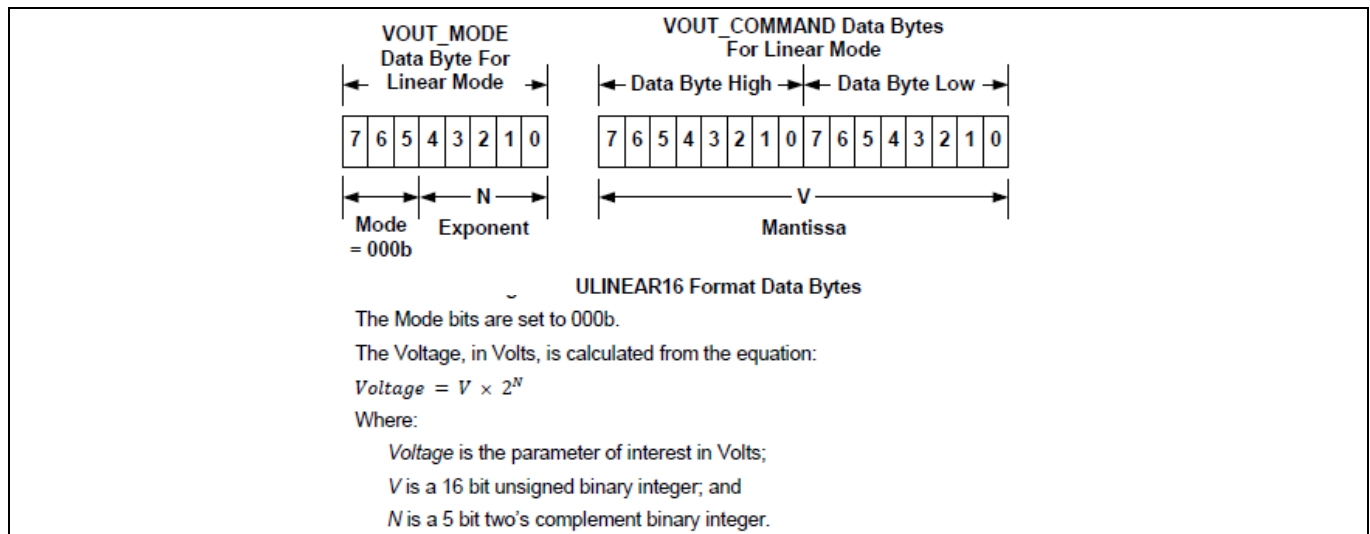 VOUT_MODE
Data Byte For
Linear Mode
VOUT_COMMAND Data Bytes
For Linear Mode
Data Byte High
Data Byte Low
7 6 5 4 3 2 1 0
7 6 5 4 3 2 1 0 7 6 5 4 3 2 1 0
N
V
Mode
= 000b
Exponent
Mantissa
ULINEAR16 Format Data Bytes
The Mode bits are set to 000b.
The Voltage, in Volts, is calculated from the equation:
Voltage = V × 2^N
Where:
Voltage is the parameter of interest in Volts;
V is a 16 bit unsigned binary integer; and
N is a 5 bit two's complement binary integer.